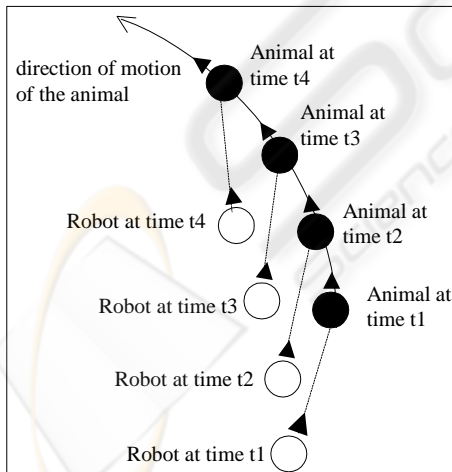 Animal at
time t4
direction of motion
of the animal
Animal at
time t3
Robot at time t4
Animal at
time t2
Robot at time t3
Animal at
time t1
Robot at time t2
Robot at time t1